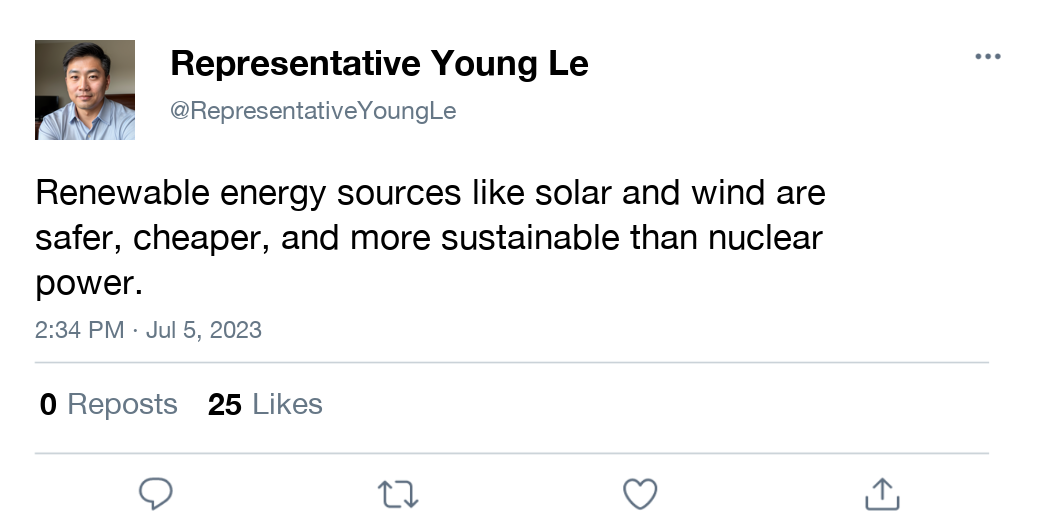 Representative Young Le
@RepresentativeYoungLe
Renewable energy sources like solar and wind are
safer, cheaper, and more sustainable than nuclear
power.
2:34 PM · Jul 5, 2023
0 Reposts 25 Likes